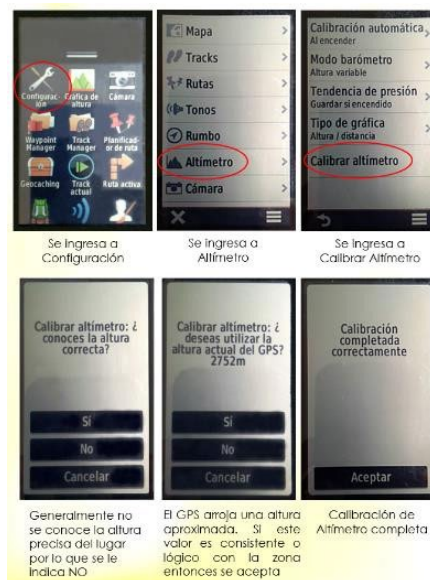 Configurac-
ión
Gráfica de
altura
Cámara
Waypoint
Manager
Track
Manager
Planificad-
or de ruta
Geocaching
Track
actual
Ruta activa
Se ingresa a
Configuración
Mapa
Tracks
Rutas
Tonos
Rumbo
Altímetro
Cámara
Se ingresa a
Altímetro
Calibración automática
Al encender
Modo barómetro
Altura variable
Tendencia de presión
Guardar si encendido
Tipo de gráfica
Altura / distancia
Calibrar altímetro
Se ingresa a
Calibrar Altímetro
Calibrar altímetro: ¿
conoces la altura
correcta?
Sí
No
Cancelar
Generalmente no
se conoce la altura
precisa del lugar
por lo que se le
indica NO
Calibrar altímetro: ¿
deseas utilizar la
altura actual del GPS?
2752m
Sí
No
Cancelar
El GPS arroja una altura
aproximada. Si este
valor es consistente o
lógico con la zona
entonces se acepta
Calibración
completada
correctamente
Aceptar
Calibración de
Altímetro completa